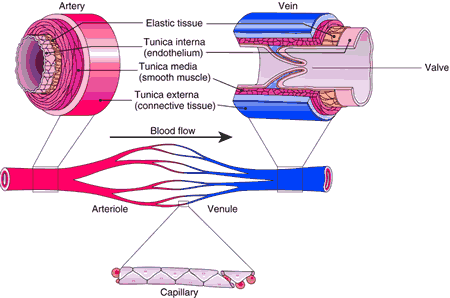 Artery
Vein
Elastic tissue
Tunica interna
(endothelium)
Valve
Tunica media
(smooth muscle)
Tunica externa
(connective tissue)
Blood flow
Arteriole
Venule
Capillary